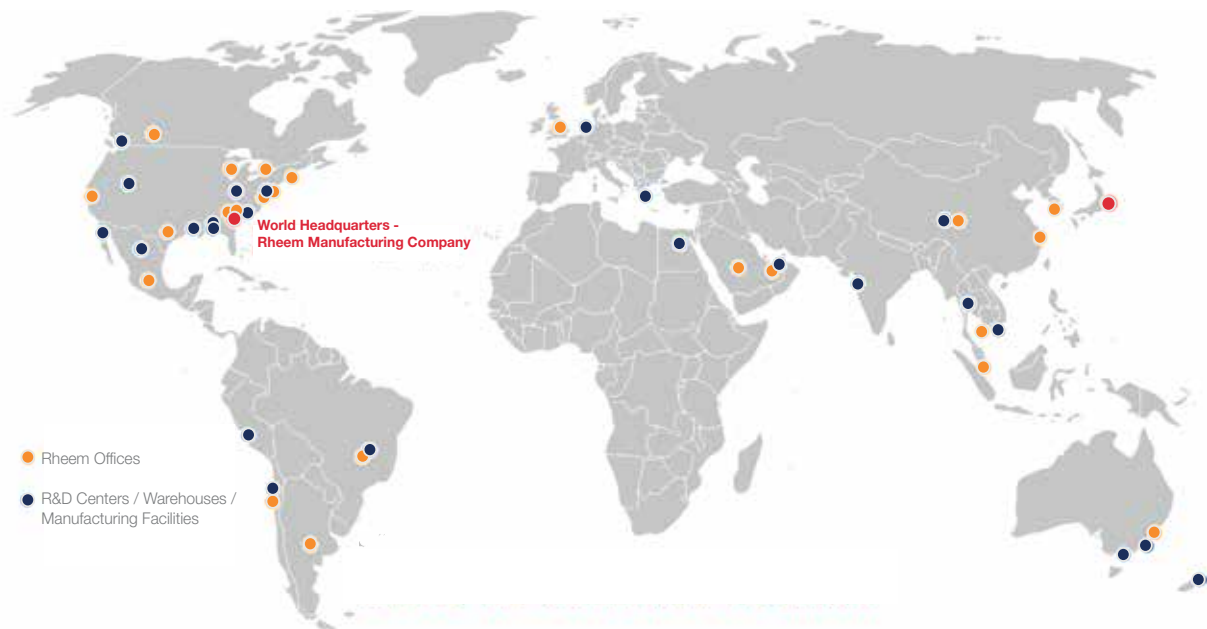 World Headquarters -
Rheem Manufacturing Company
Rheem Offices
R&D Centers / Warehouses /
Manufacturing Facilities